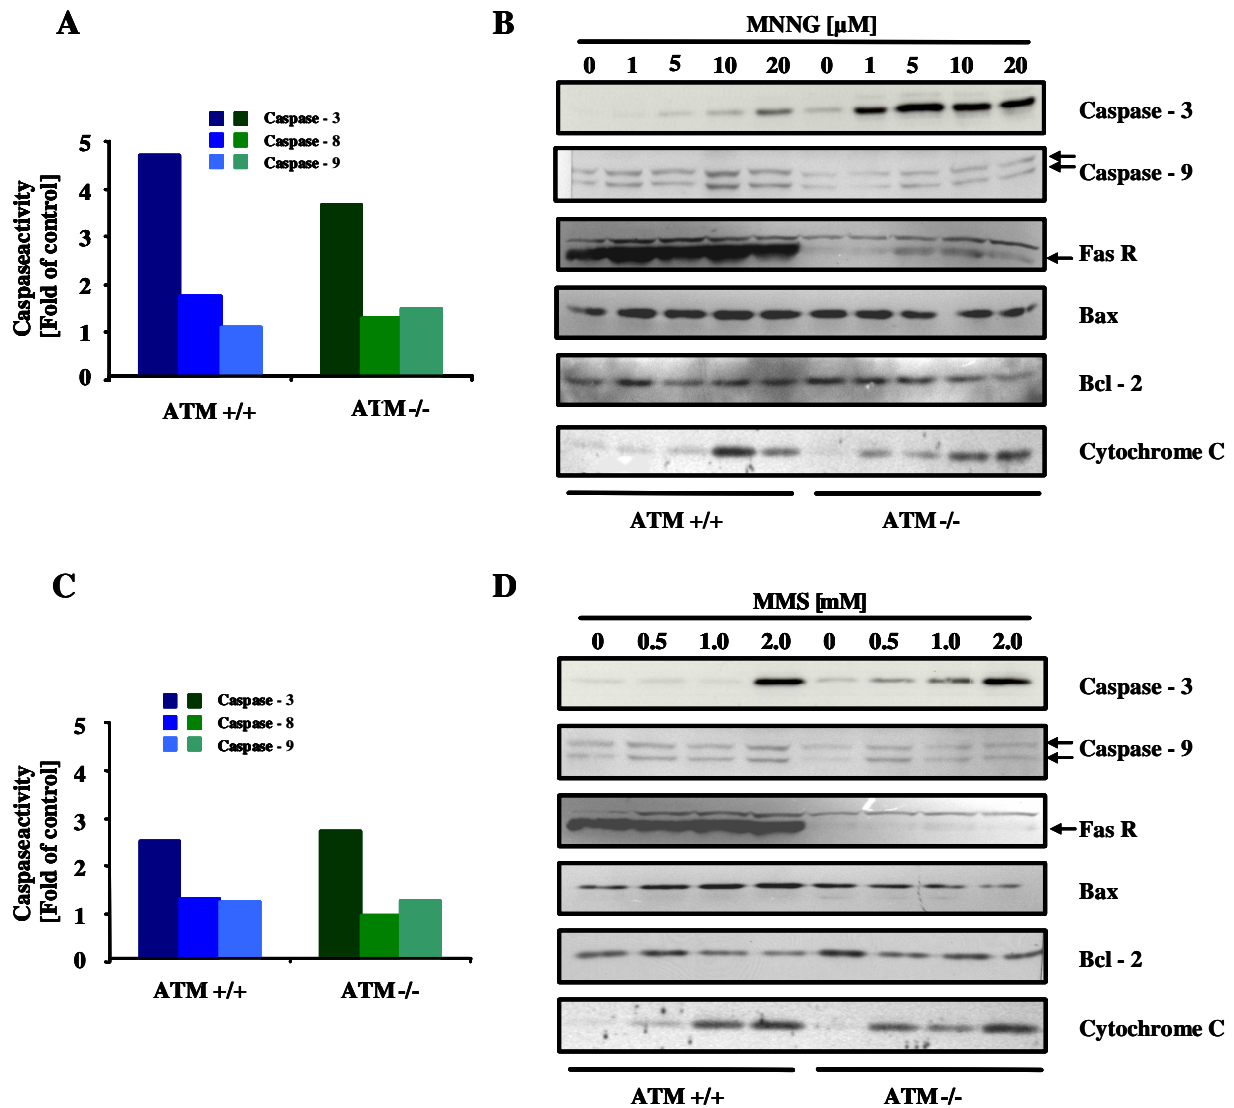 A
Caspase - 3
Caspase - 8
Caspase - 9
Caspaseactivity
[Fold of control]
5
4
3
2
1
0
ATM +/+ ATM -/-
B
MNNG [µM]
0 1 5 10 20 0 1 5 10 20
Caspase - 3
Caspase - 9
Fas R
Bax
Bcl - 2
Cytochrome C
ATM +/+ ATM -/-
C
Caspase - 3
Caspase - 8
Caspase - 9
Caspaseactivity
[Fold of control]
5
4
3
2
1
0
ATM +/+ ATM -/-
D
MMS [mM]
0 0.5 1.0 2.0 0 0.5 1.0 2.0
Caspase - 3
Caspase - 9
Fas R
Bax
Bcl - 2
Cytochrome C
ATM +/+ ATM -/-